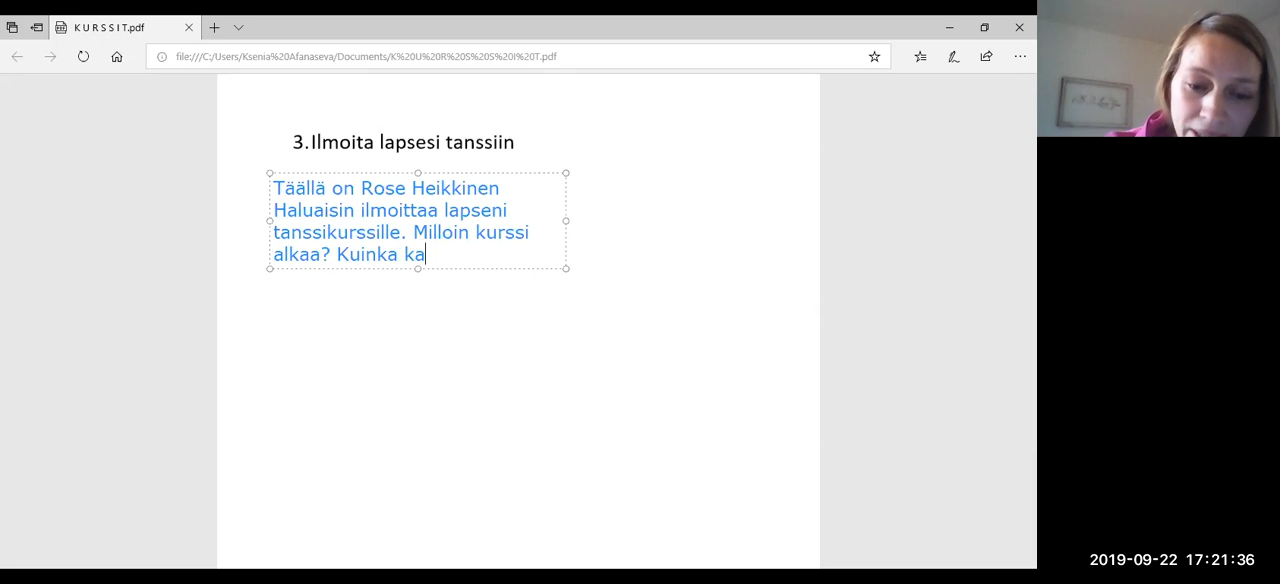 K U R S S I T.pdf
file:///C:/Users/Ksenia%20Afanaseva/Documents/K%20U%20R%20S%20S%20I%20T.pdf
3.Ilmoita lapsesi tanssiin
Täällä on Rose Heikkinen
Haluaisin ilmoittaa lapseni
tanssikurssille. Milloin kurssi
alkaa? Kuinka ka
2019-09-22 17:21:36